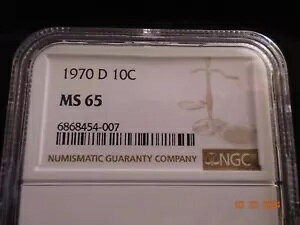 1970 D 10C
MS 65
6868454-007
NUMISMATIC GUARANTY COMPANY
NGC